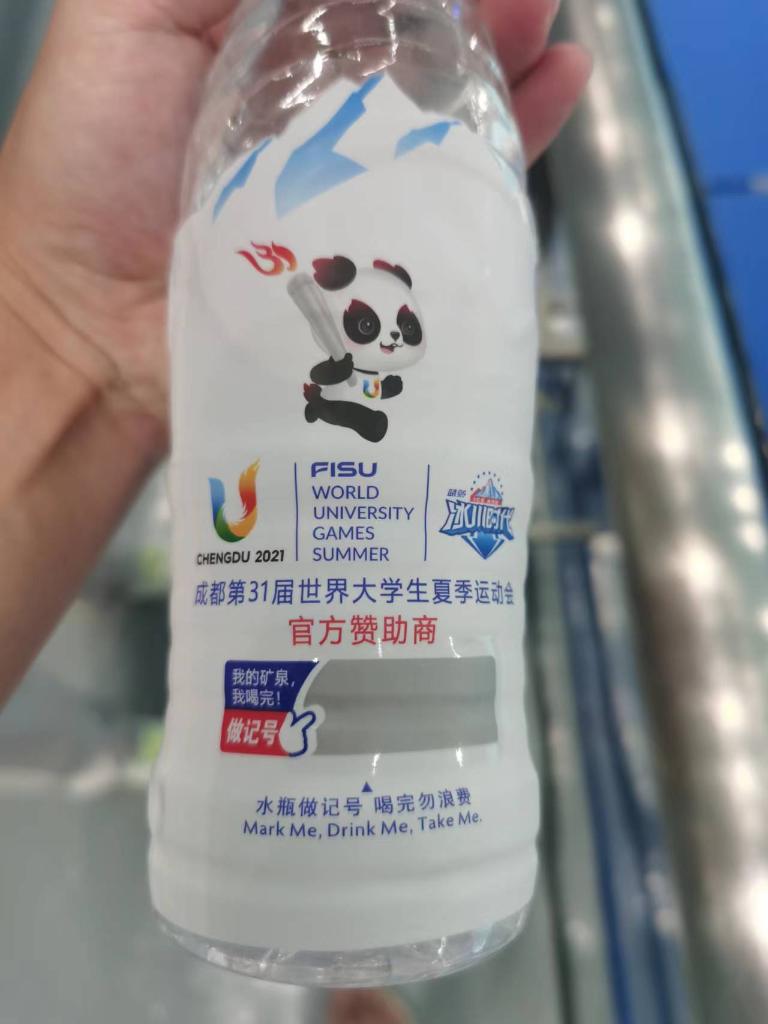 CHENGDU 2021
FISU
WORLD
UNIVERSITY
GAMES
SUMMER
冰川时代
成都第31届世界大学生夏季运动会
官方赞助商
我的矿泉，
我喝完！
做记号
水瓶做记号 喝完勿浪费
Mark Me, Drink Me, Take Me.